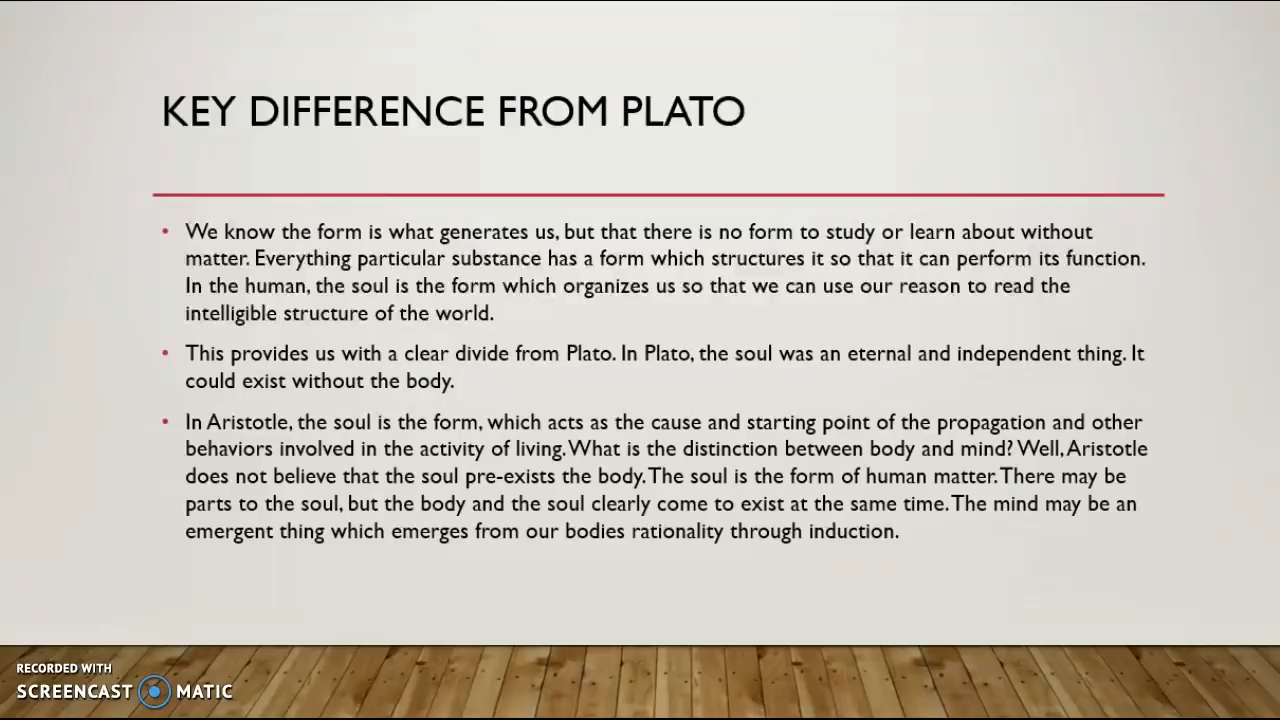 KEY DIFFERENCE FROM PLATO
• We know the form is what generates us, but that there is no form to study or learn about without
matter. Everything particular substance has a form which structures it so that it can perform its function.
In the human, the soul is the form which organizes us so that we can use our reason to read the
intelligible structure of the world.
• This provides us with a clear divide from Plato. In Plato, the soul was an eternal and independent thing. It
could exist without the body.
• In Aristotle, the soul is the form, which acts as the cause and starting point of the propagation and other
behaviors involved in the activity of living. What is the distinction between body and mind? Well, Aristotle
does not believe that the soul pre-exists the body. The soul is the form of human matter. There may be
parts to the soul, but the body and the soul clearly come to exist at the same time. The mind may be an
emergent thing which emerges from our bodies rationality through induction.
RECORDED WITH
SCREENCAST MATIC